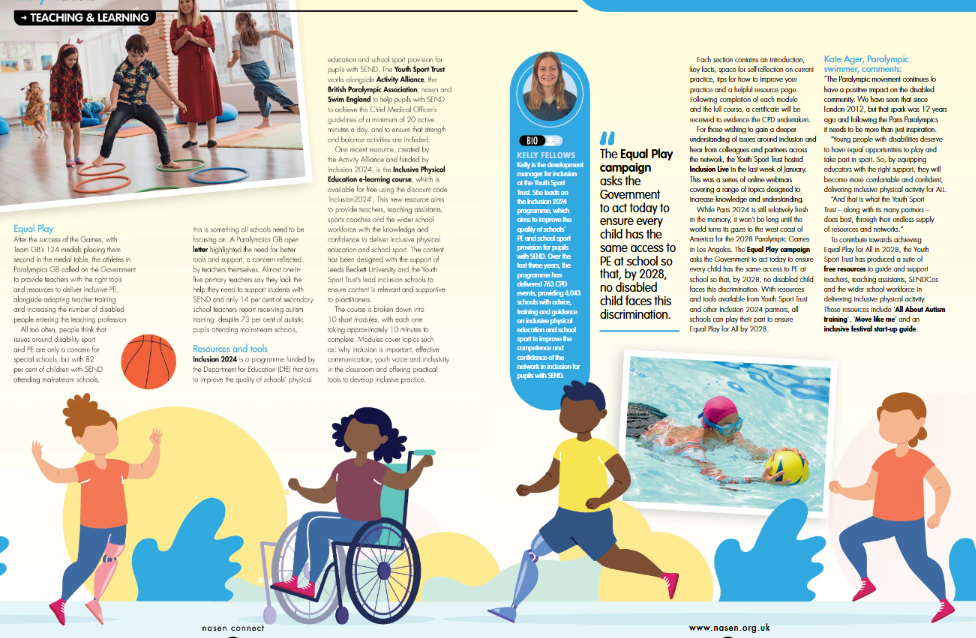 → TEACHING & LEARNING
Equal Play
After the success of the Games, with
Team GB's 124 medals placing them
second in the medal table, the athletes in
Paralympics GB called on the Government
to provide teachers with the right tools
and resources to deliver inclusive PE,
alongside adapting teacher training
and increasing the number of disabled
people entering the teaching profession.
All too often, people think that
issues around disability sport
and PE are only a concern for
special schools, but with 82
per cent of children with SEND
attending mainstream schools,
this is something all schools need to be
focusing on. A Paralympics GB open
letter highlighted the need for better
tools and support, a concern reflected
by teachers themselves. Almost one-in-
five primary teachers say they lack the
help they need to support students with
SEND and only 14 per cent of secondary
school teachers report receiving autism
training, despite 73 per cent of autistic
pupils attending mainstream schools.
Resources and tools
Inclusion 2024 is a programme funded by
the Department for Education (DfE) that aims
to improve the quality of schools' physical
education and school sport provision for
pupils with SEND. The Youth Sport Trust
works alongside Activity Alliance, the
British Paralympic Association, nasen and
Swim England to help pupils with SEND
to achieve the Chief Medical Officer's
guidelines of a minimum of 20 active
minutes a day, and to ensure that strength
and balance activities are included.
One recent resource, created by
the Activity Alliance and funded by
Inclusion 2024, is the Inclusive Physical
Education e-learning course, which is
available for free using the discount code
'Inclusion2024'. This new resource aims
to provide teachers, teaching assistants,
sports coaches and the wider school
workforce with the knowledge and
confidence to deliver inclusive physical
education and school sport. The content
has been designed with the support of
Leeds Beckett University and the Youth
Sport Trust's lead inclusion schools to
ensure content is relevant and supportive
to practitioners.
The course is broken down into
10 short modules, with each one
taking approximately 10 minutes to
complete. Modules cover topics such
as: why inclusion is important, effective
communication, youth voice and inclusivity
in the classroom and offering practical
tools to develop inclusive practice.
BIO
KELLY FELLOWS
Kelly is the development
manager for inclusion
at the Youth Sport
Trust. She leads on
the Inclusion 2024
programme, which
aims to improve the
quality of schools'
PE and school sport
provision for pupils
with SEND. Over the
last three years, the
programme has
delivered 763 CPD
events, providing 4,043
schools with advice,
training and guidance
on inclusive physical
education and school
sport to improve the
competence and
confidence of the
network in inclusion for
pupils with SEND.
“
The Equal Play
campaign
asks the
Government
to act today to
ensure every
child has the
same access to
PE at school so
that, by 2028,
no disabled
child faces this
discrimination.
Each section contains an introduction,
key facts, space for self-reflection on current
practice, tips for how to improve your
practice and a helpful resource page.
Following completion of each module
and the full course, a certificate will be
received to evidence the CPD undertaken.
For those wishing to gain a deeper
understanding of issues around inclusion and
hear from colleagues and partners across
the network, the Youth Sport Trust hosted
Inclusion Live in the last week of January.
This was a series of online webinars
covering a range of topics designed to
increase knowledge and understanding.
While Paris 2024 is still relatively fresh
in the memory, it won't be long until the
world turns its gaze to the west coast of
America for the 2028 Paralympic Games
in Los Angeles. The Equal Play campaign
asks the Government to act today to ensure
every child has the same access to PE at
school so that, by 2028, no disabled child
faces this discrimination. With resources
and tools available from Youth Sport Trust
and other Inclusion 2024 partners, all
schools can play their part to ensure
Equal Play for All by 2028.
Kate Ager, Paralympic
swimmer, comments:
"The Paralympic movement continues to
have a positive impact on the disabled
community. We have seen that since
London 2012, but that spark was 12 years
ago and following the Paris Paralympics
it needs to be more than just inspiration.
"Young people with disabilities deserve
to have equal opportunities to play and
take part in sport. So, by equipping
educators with the right support, they will
become more comfortable and confident,
delivering inclusive physical activity for ALL.
"And that is what the Youth Sport
Trust – along with its many partners –
does best, through their endless supply
of resources and networks."
To contribute towards achieving
Equal Play for All in 2028, the Youth
Sport Trust has produced a suite of
free resources to guide and support
teachers, teaching assistants, SENDCos
and the wider school workforce in
delivering inclusive physical activity.
These resources include 'All About Autism
training', 'Move like me' and an
inclusive festival start-up guide.
nasen connect
www.nasen.org.uk